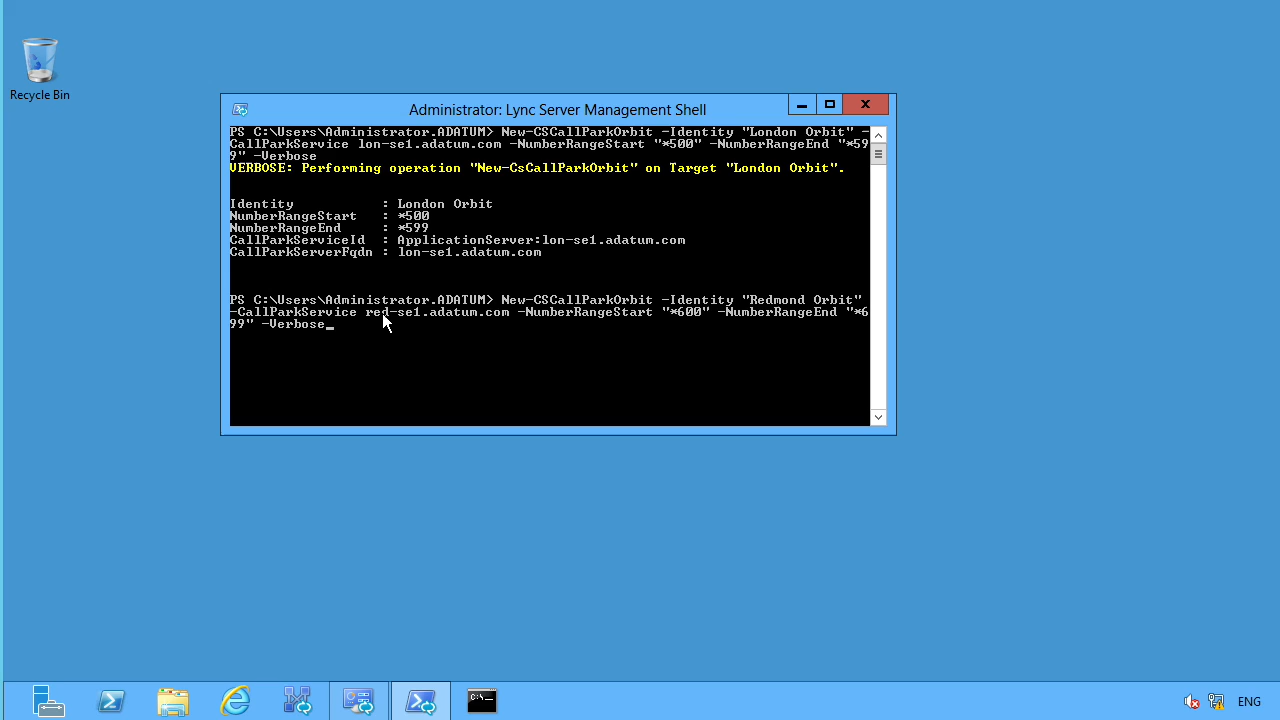 Recycle Bin
Administrator: Lync Server Management Shell
PS C:\Users\Administrator.ADATUM> New-CSCallParkOrbit -Identity "London Orbit" -
CallParkService lon-se1.adatum.com -NumberRangeStart "*500" -NumberRangeEnd "*59
9" -Verbose
VERBOSE: Performing operation "New-CsCallParkOrbit" on Target "London Orbit".
Identity : London Orbit
NumberRangeStart : *500
NumberRangeEnd : *599
CallParkServiceId : ApplicationServer:lon-se1.adatum.com
CallParkServerFqdn : lon-se1.adatum.com
PS C:\Users\Administrator.ADATUM> New-CSCallParkOrbit -Identity "Redmond Orbit"
-CallParkService red-se1.adatum.com -NumberRangeStart "*600" -NumberRangeEnd "*6
99" -Verbose_
C:\_
ENG